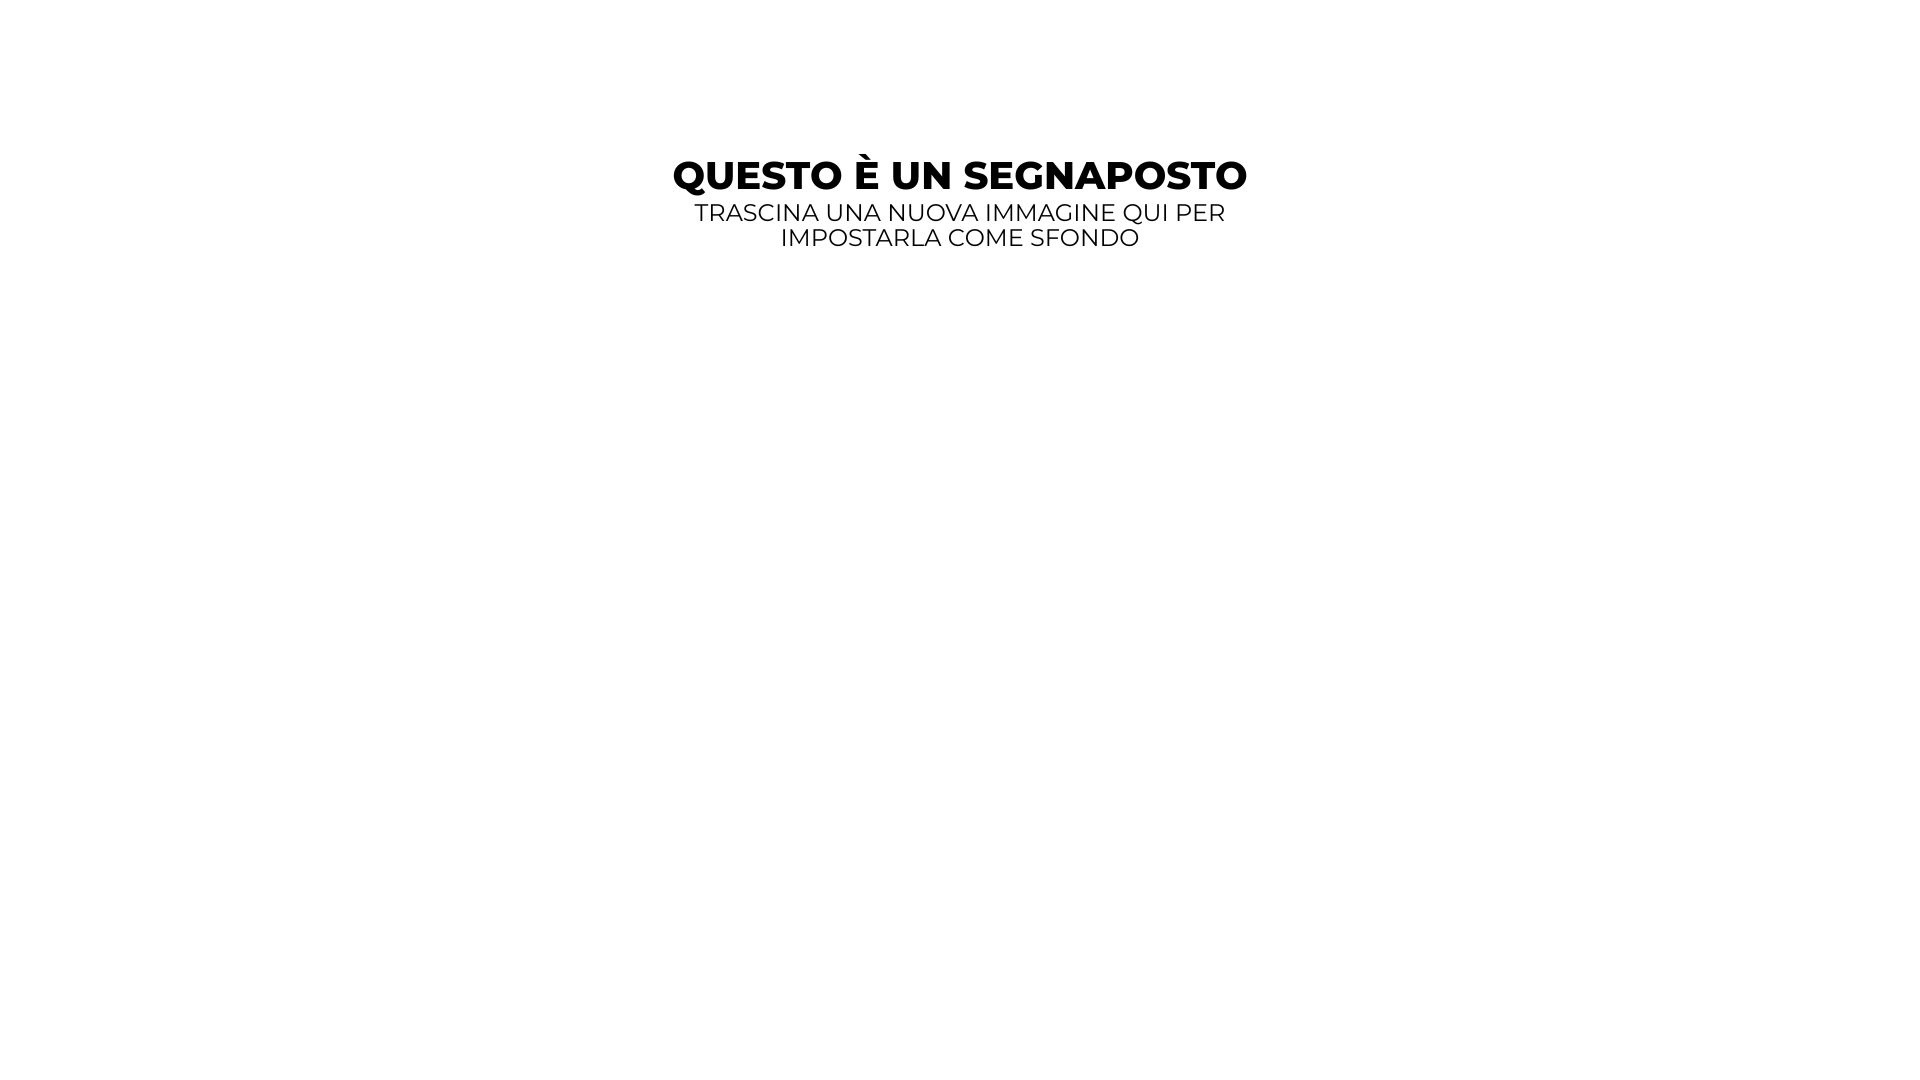 QUESTO È UN SEGNAPOSTO
TRASCINA UNA NUOVA IMMAGINE QUI PER
IMPOSTARLA COME SFONDO